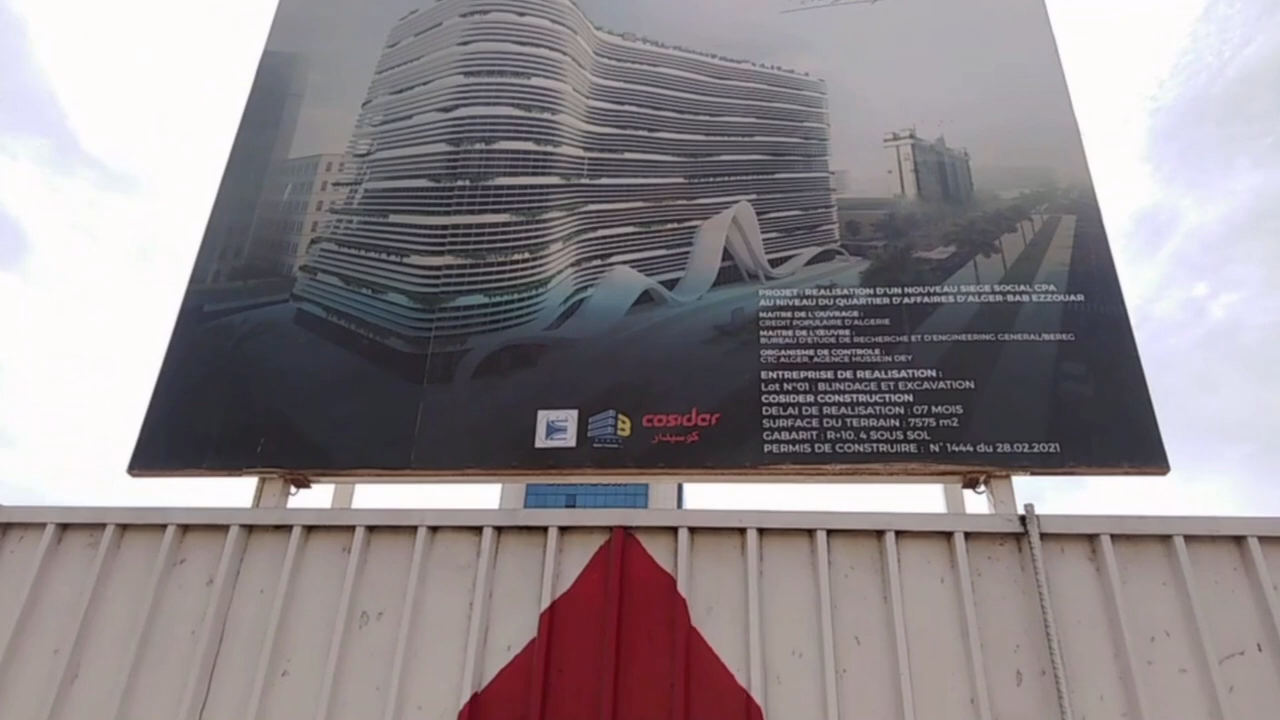 PROJET : REALISATION D'UN NOUVEAU SIEGE SOCIAL CPA
AU NIVEAU DU QUARTIER D'AFFAIRES D'ALGER-BAB EZZOUAR
MAITRE DE L'OUVRAGE :
CREDIT POPULAIRE D'ALGERIE
MAITRE DE L'ŒUVRE :
BUREAU D'ETUDE DE RECHERCHE ET D'ENGINEERING GENERAL/BEREG
ORGANISME DE CONTROLE :
CTC ALGER, AGENCE HUSSEIN DEY
ENTREPRISE DE REALISATION :
Lot N°01 : BLINDAGE ET EXCAVATION
COSIDER CONSTRUCTION
DELAI DE REALISATION : 07 MOIS
SURFACE DU TERRAIN : 7575 m2
GABARIT : R+10, 4 SOUS SOL
PERMIS DE CONSTRUIRE : N° 1444 du 28.02.2021
cosider
كوسيدار